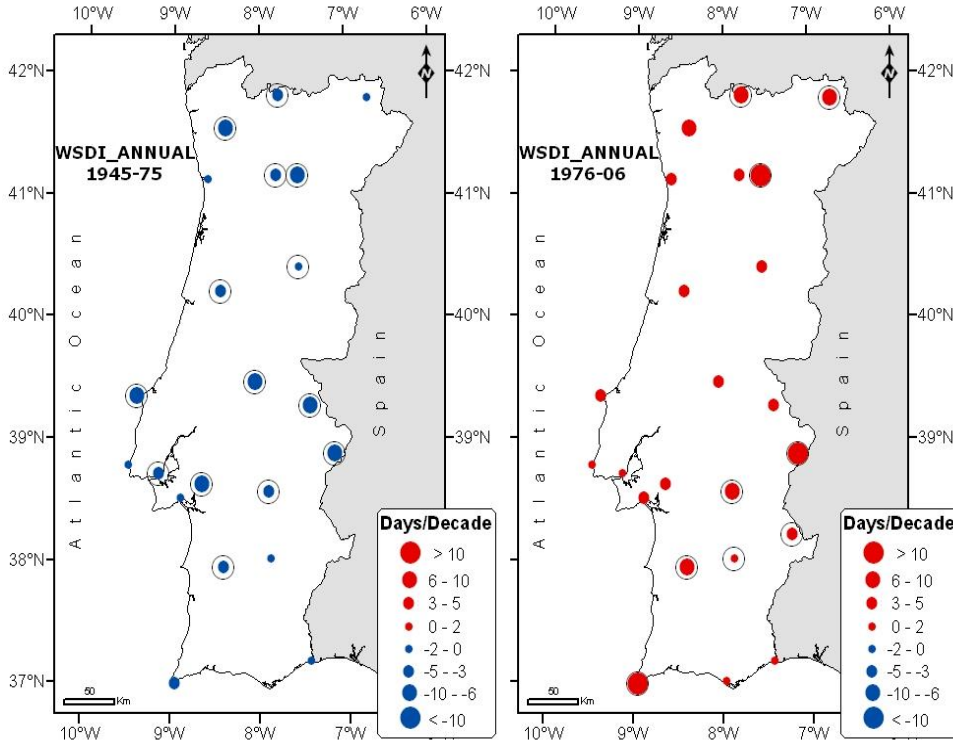 10°W 9°W 8°W 7°W 6°W
42°N
41°N
40°N
39°N
38°N
37°N
WSDI_ANNUAL
1945-75
Atlantic Ocean
Spain
N
Days/Decade
> 10
6 - 10
3 - 5
0 - 2
-2 - 0
-5 - -3
-10 - -6
< -10
50
Km
10°W 9°W 8°W 7°W 6°W
10°W 9°W 8°W 7°W 6°W
42°N
41°N
40°N
39°N
38°N
37°N
WSDI_ANNUAL
1976-06
Atlantic Ocean
Spain
N
Days/Decade
> 10
6 - 10
3 - 5
0 - 2
-2 - 0
-5 - -3
-10 - -6
< -10
50
Km
10°W 9°W 8°W 7°W 6°W
42°N
41°N
40°N
39°N
38°N
37°N